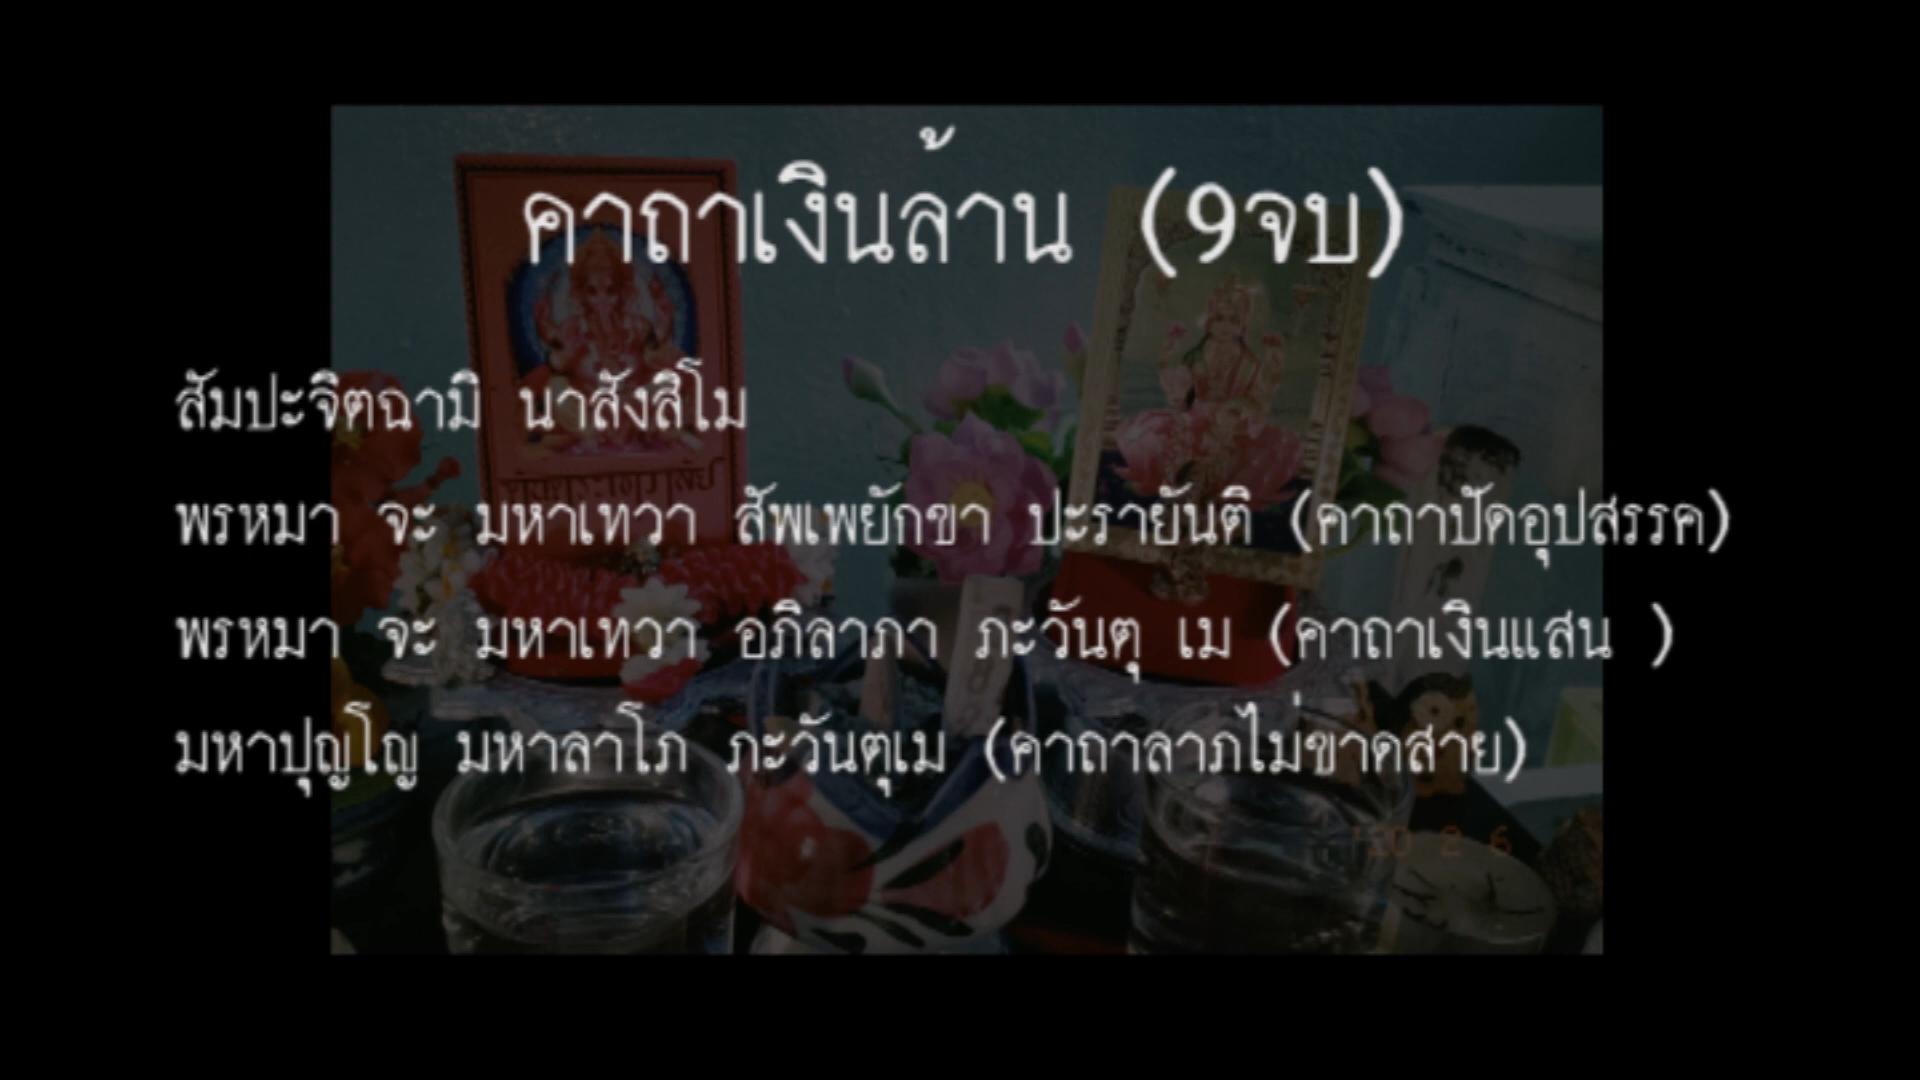 คาถาเงินล้าน (9จบ)
สัมปะจิตฉามิ นาสังสิโม
พรหมา จะ มหาเทวา สัพเพยักขา ปะรายันติ (คาถาปัดอุปสรรค)
พรหมา จะ มหาเทวา อภิลาภา ภะวันตุ เม (คาถาเงินแสน )
มหาปุญโญ มหาลาโภ ภะวันตุเม (คาถาลาภไม่ขาดสาย)